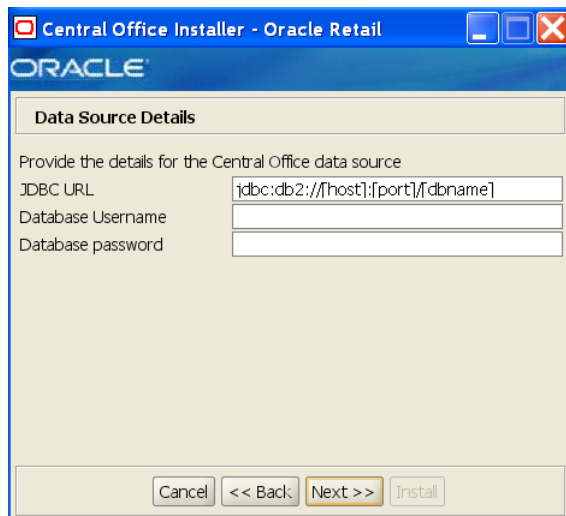 Central Office Installer - Oracle Retail
ORACLE
Data Source Details
Provide the details for the Central Office data source
JDBC URL jdbc:db2://[host]:[port]/[dbname]
Database Username
Database password
Cancel << Back Next >> Install